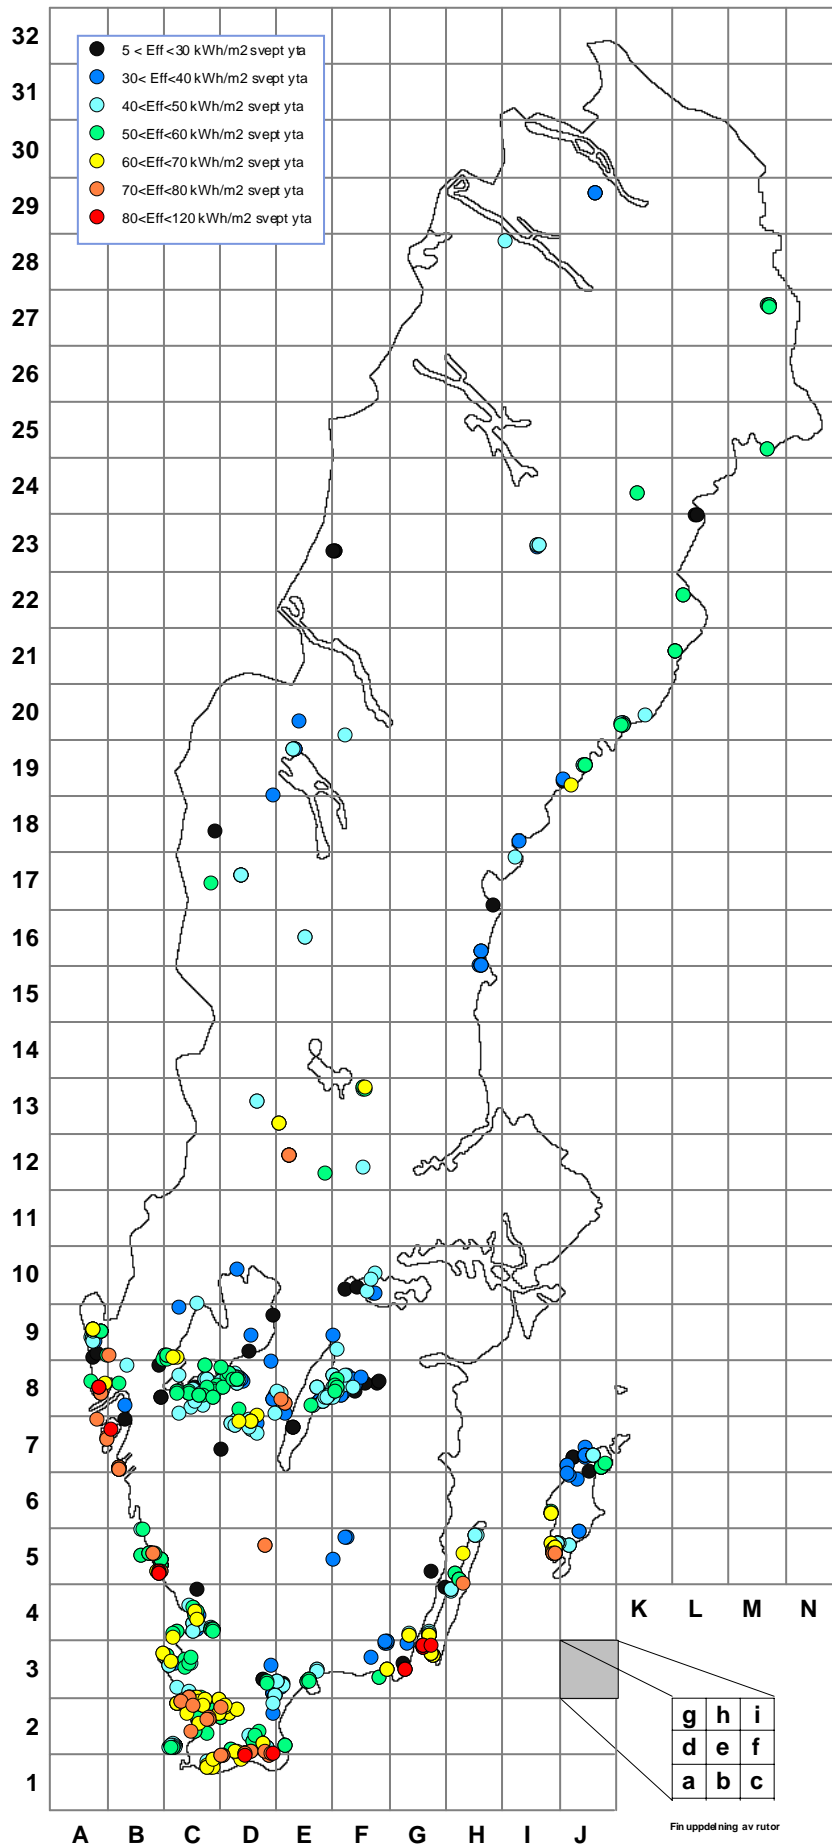 32
5 < Eff <30 kWh/m2 svept yta
30< Eff<40 kWh/m2 svept yta
31
40<Eff<50 kWh/m2 svept yta
50<Eff<60 kWh/m2 svept yta
30
60<Eff<70 kWh/m2 svept yta
70<Eff<80 kWh/m2 svept yta
29
80<Eff<120 kWh/m2 svept yta
28
27
26
25
24
23
22
21
20
19
18
17
16
15
14
13
12
11
10
9
8
7
6
5
4
K L M N
3
2
g h i
d e f
a b c
1
Finuppdelning av rutor
A B C D E F G H I J